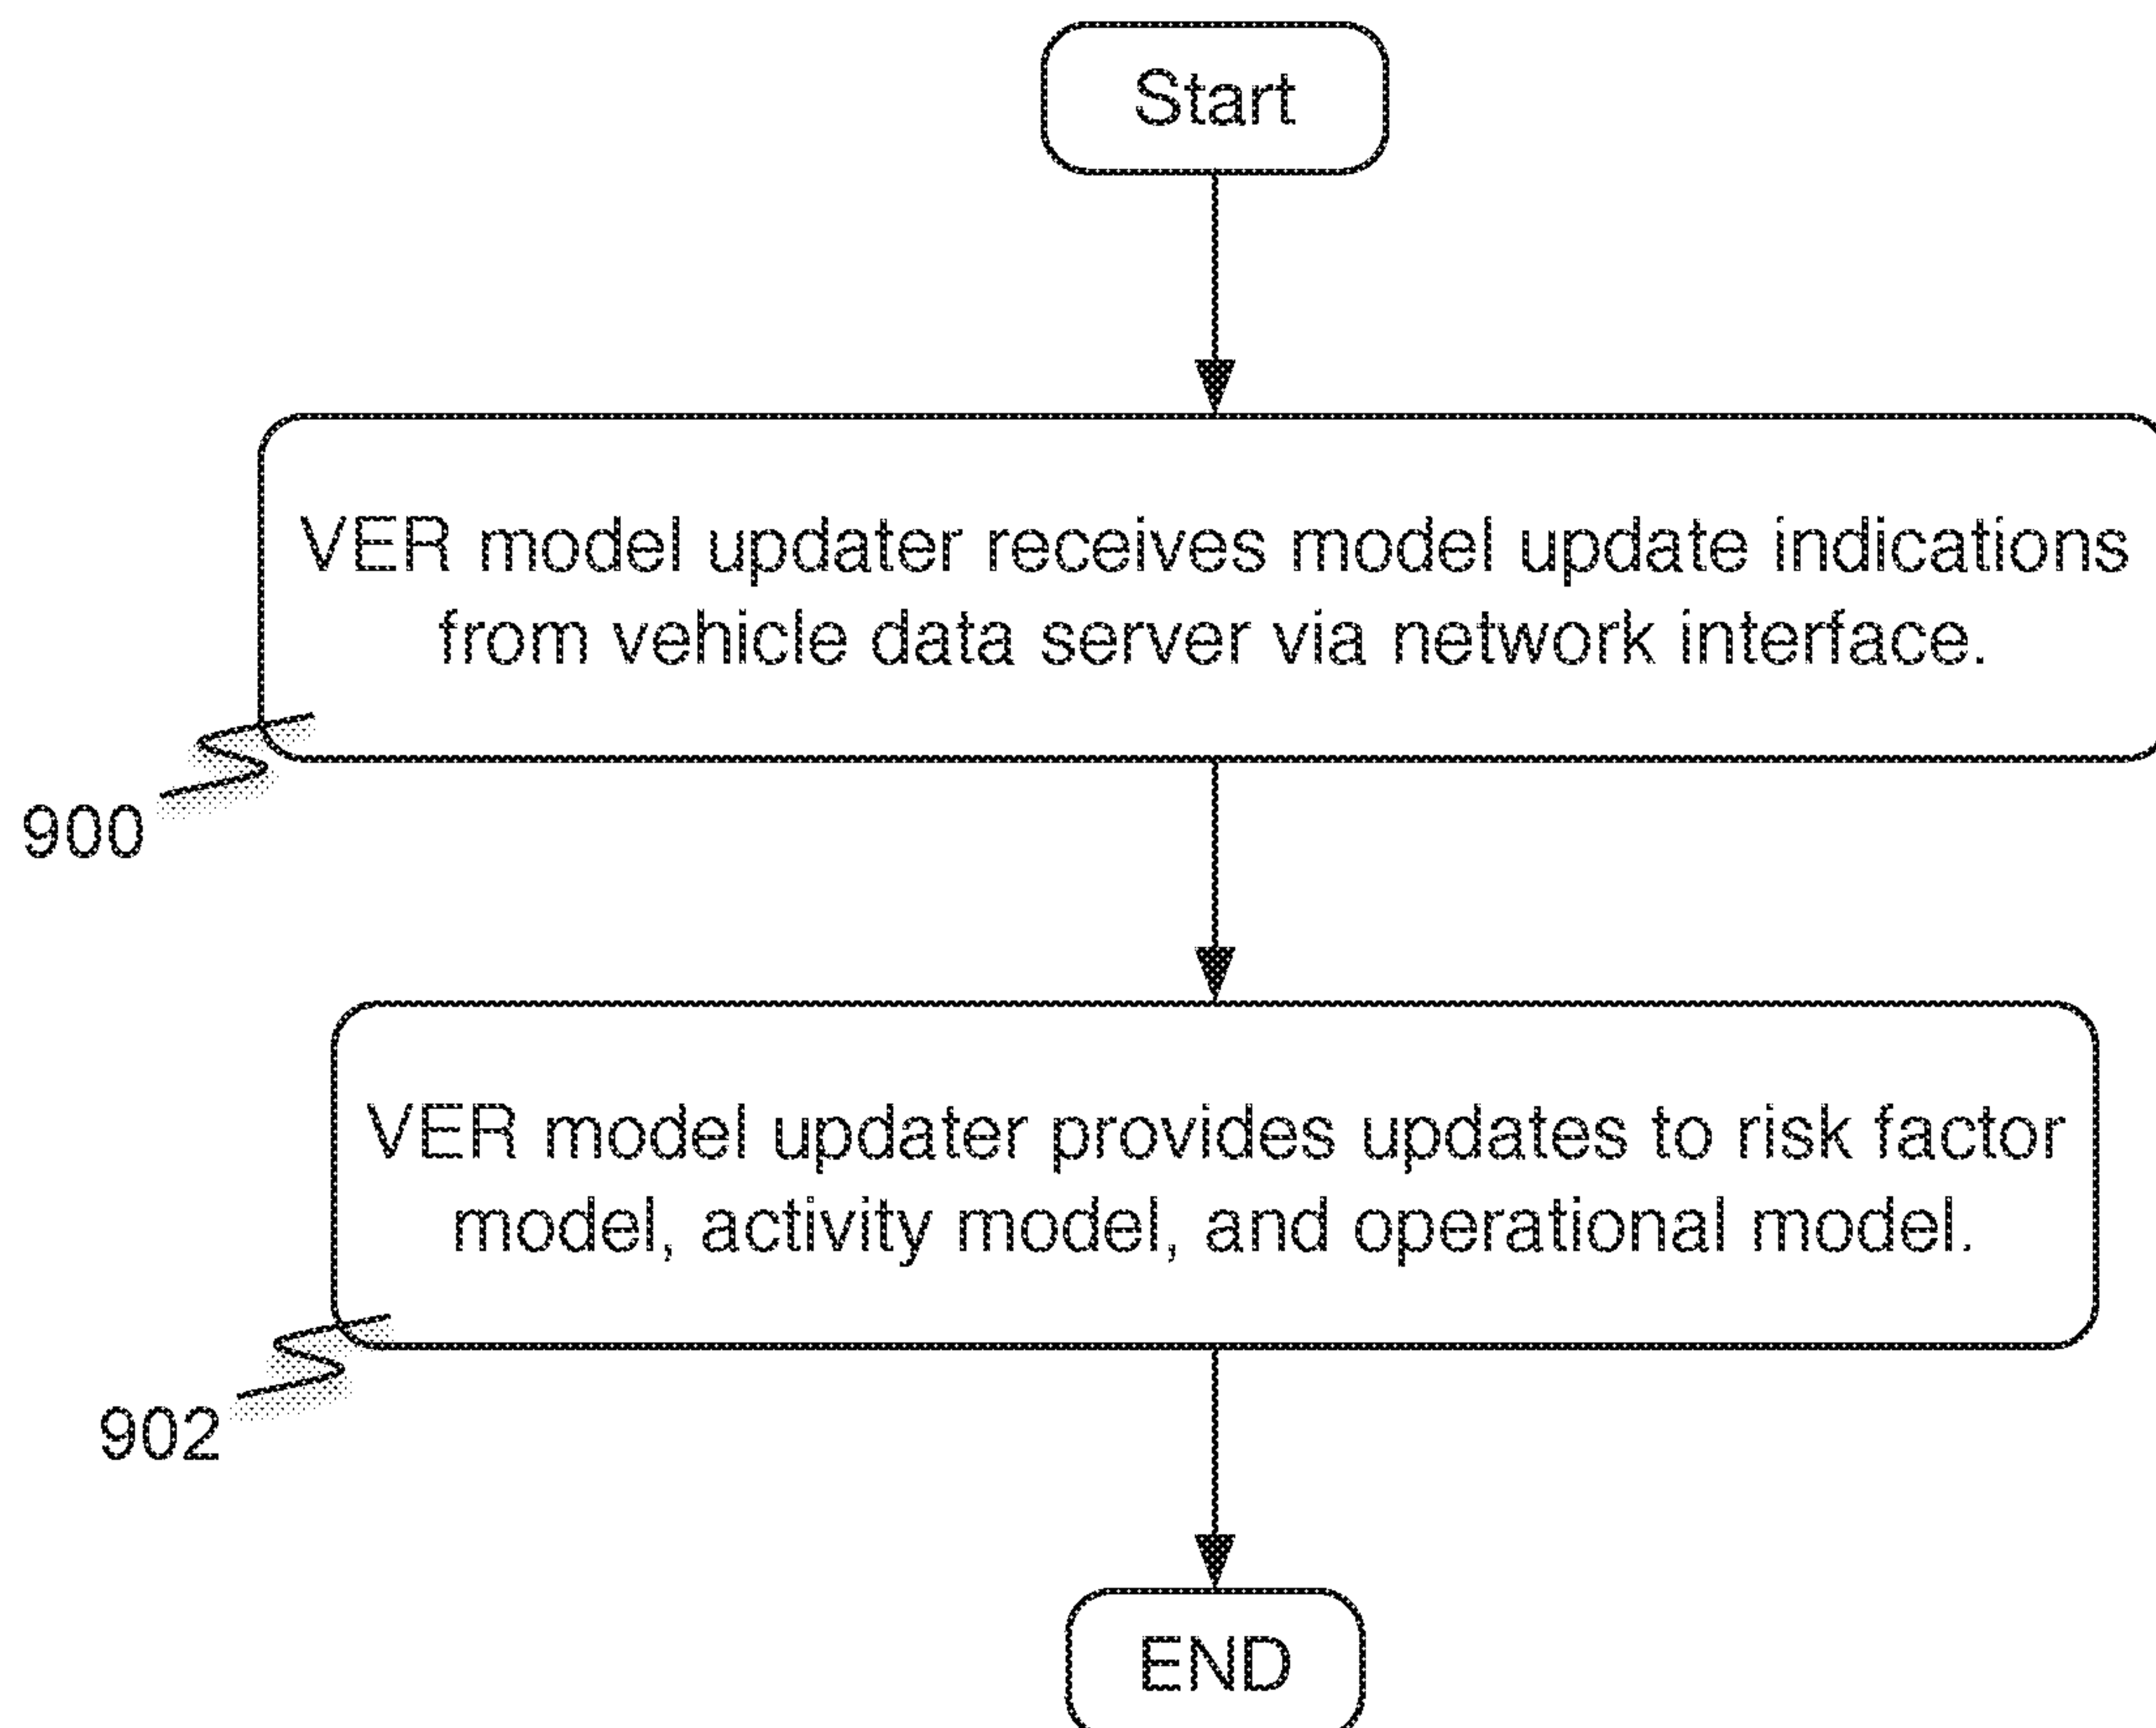 Start
VER model updater receives model update indications
from vehicle data server via network interface.
900
VER model updater provides updates to risk factor
model, activity model, and operational model.
902
END